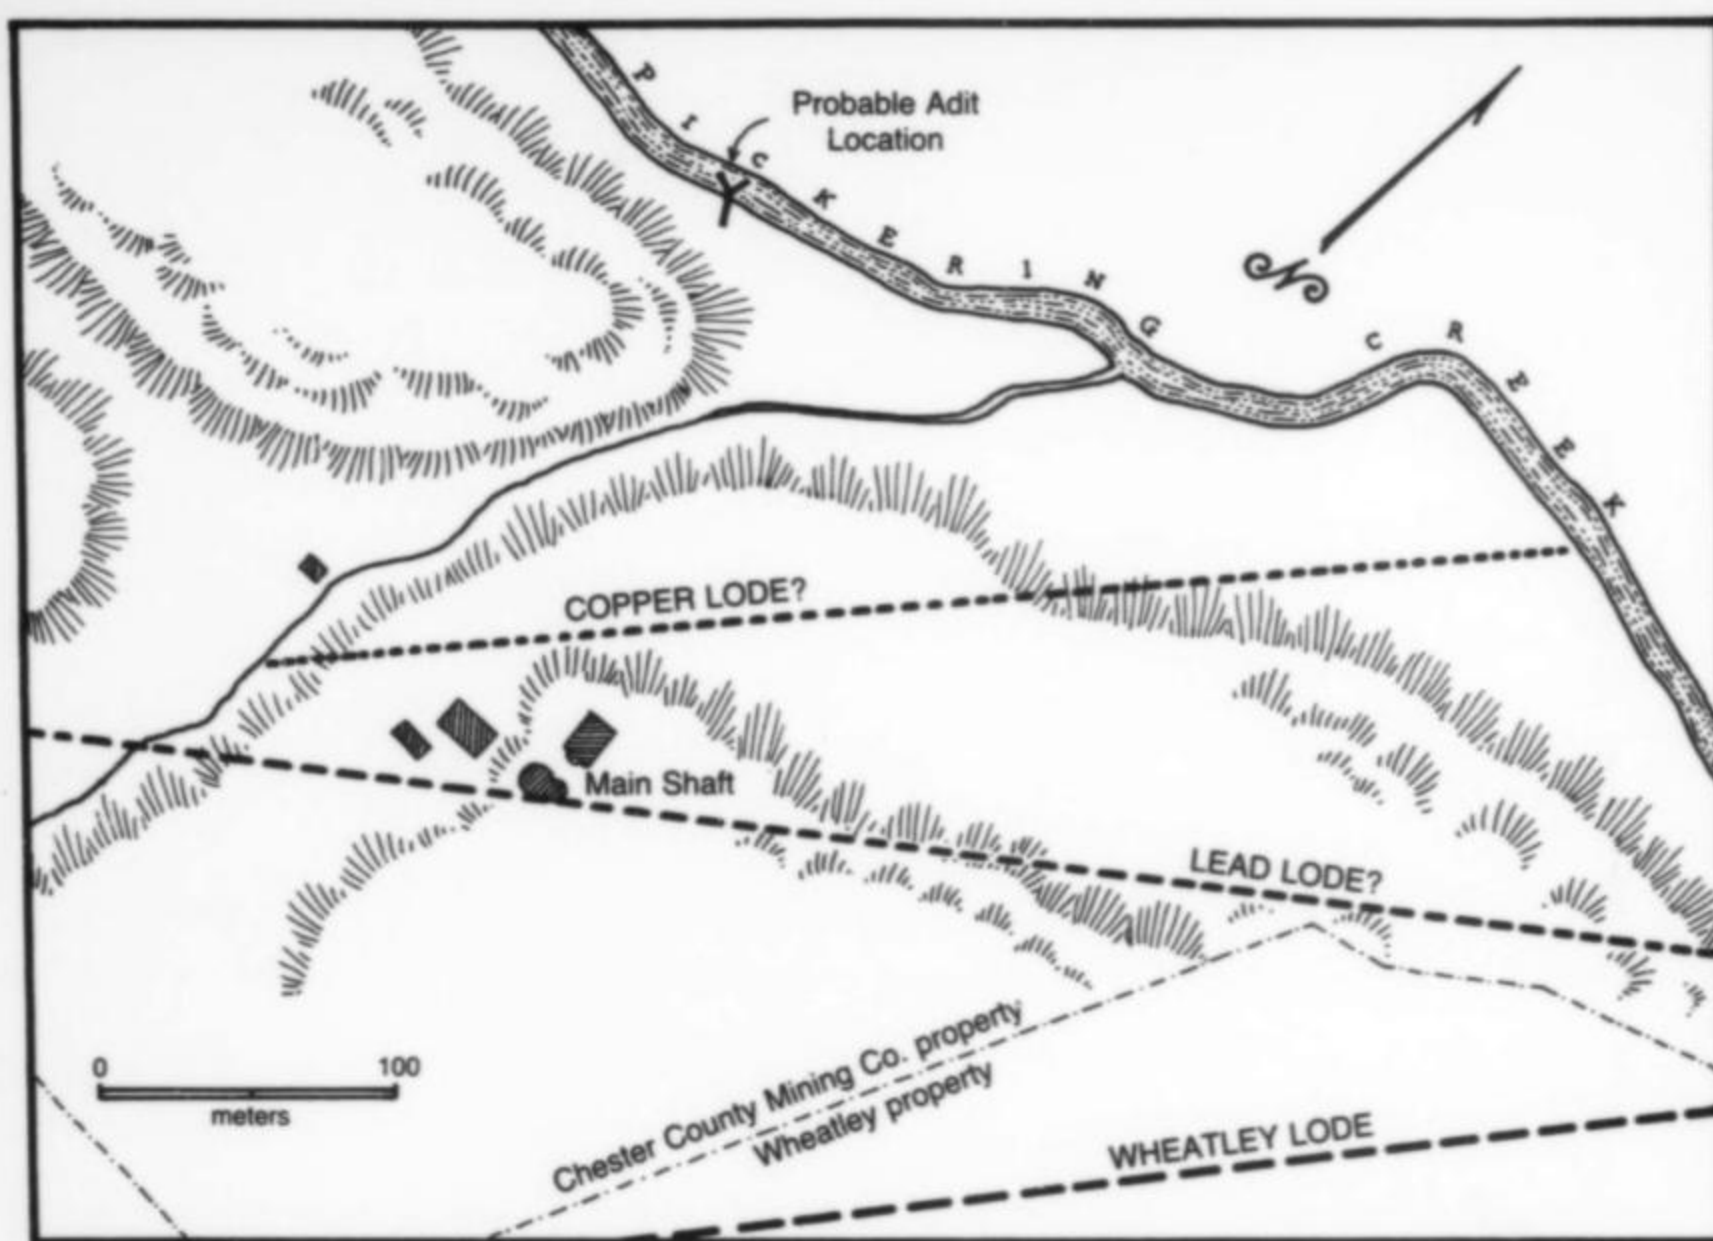 Probable Adit
Location
PICKERING CREEK
N
COPPER LODE?
Main Shaft
LEAD LODE?
0 100
meters
Chester County Mining Co. property
Wheatley property
WHEATLEY LODE